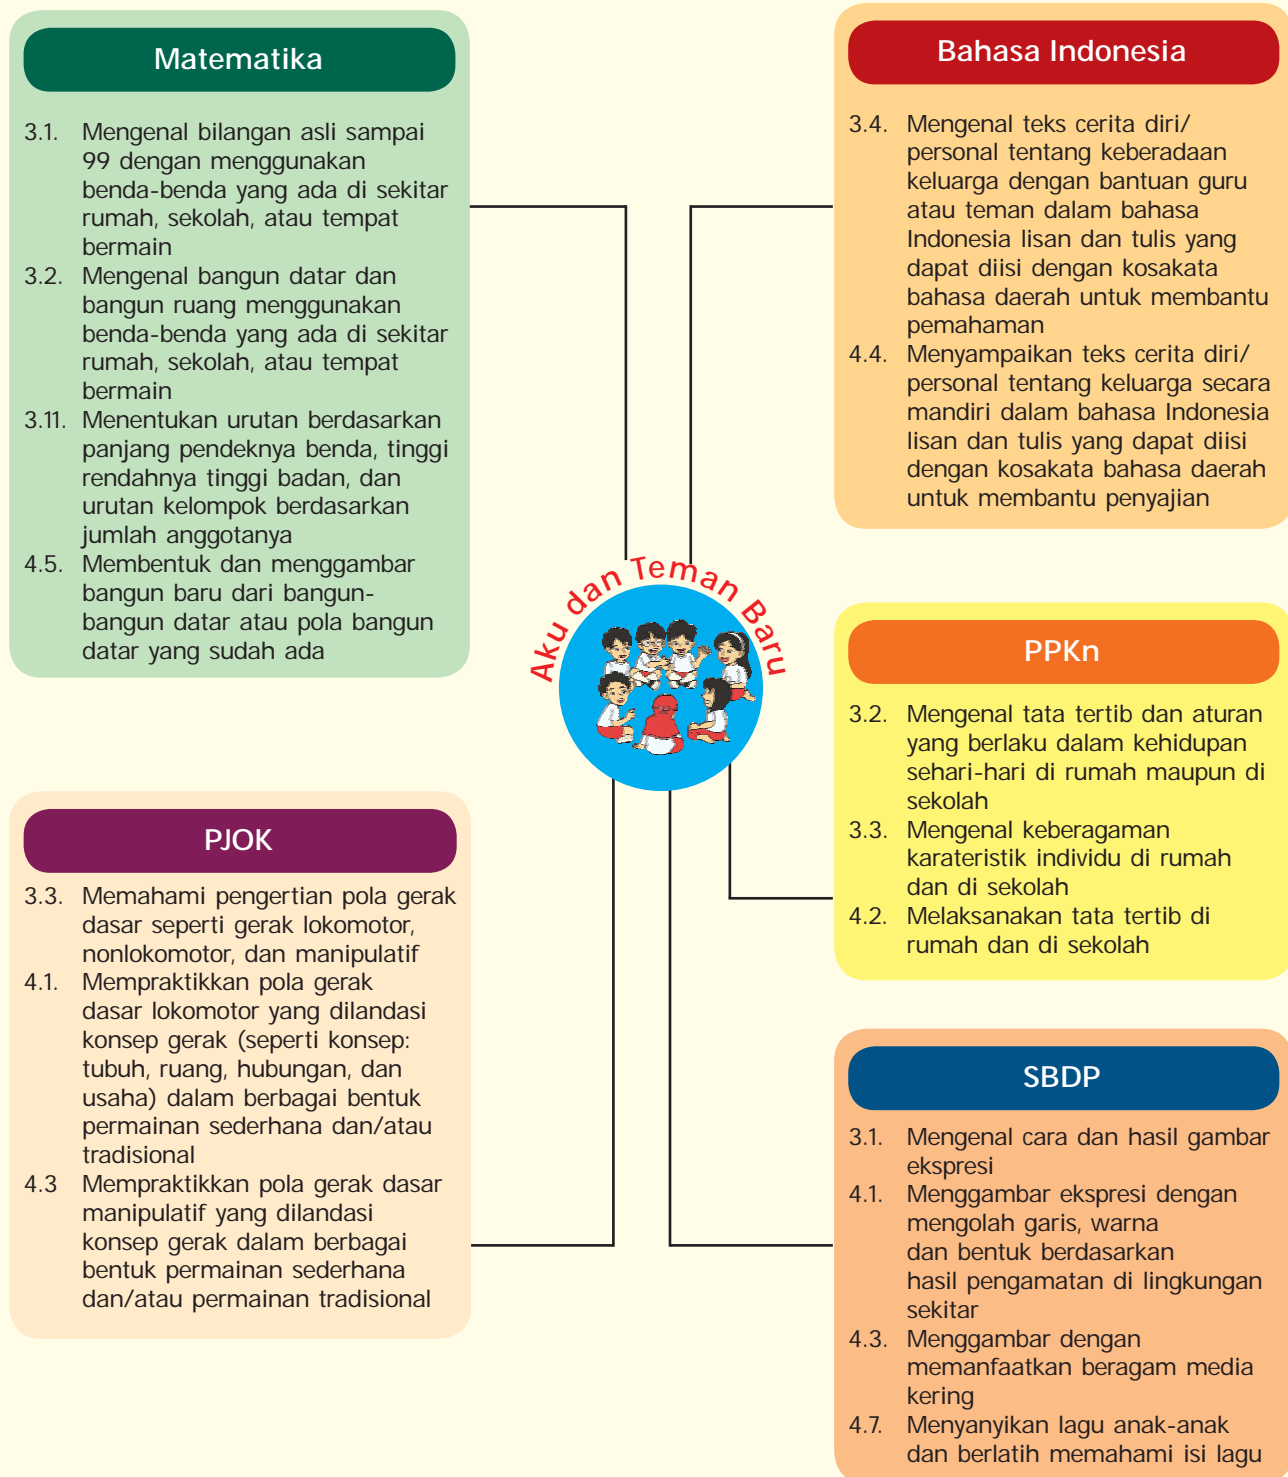 Matematika
3.1. Mengenal bilangan asli sampai
99 dengan menggunakan
benda-benda yang ada di sekitar
rumah, sekolah, atau tempat
bermain
3.2. Mengenal bangun datar dan
bangun ruang menggunakan
benda-benda yang ada di sekitar
rumah, sekolah, atau tempat
bermain
3.11. Menentukan urutan berdasarkan
panjang pendeknya benda, tinggi
rendahnya tinggi badan, dan
urutan kelompok berdasarkan
jumlah anggotanya
4.5. Membentuk dan menggambar
bangun baru dari bangun-
bangun datar atau pola bangun
datar yang sudah ada
Bahasa Indonesia
3.4. Mengenal teks cerita diri/
personal tentang keberadaan
keluarga dengan bantuan guru
atau teman dalam bahasa
Indonesia lisan dan tulis yang
dapat diisi dengan kosakata
bahasa daerah untuk membantu
pemahaman
4.4. Menyampaikan teks cerita diri/
personal tentang keluarga secara
mandiri dalam bahasa Indonesia
lisan dan tulis yang dapat diisi
dengan kosakata bahasa daerah
untuk membantu penyajian
Aku dan Teman Baru
PPKn
3.2. Mengenal tata tertib dan aturan
yang berlaku dalam kehidupan
sehari-hari di rumah maupun di
sekolah
3.3. Mengenal keberagaman
karateristik individu di rumah
dan di sekolah
4.2. Melaksanakan tata tertib di
rumah dan di sekolah
PJOK
3.3. Memahami pengertian pola gerak
dasar seperti gerak lokomotor,
nonlokomotor, dan manipulatif
4.1. Mempraktikkan pola gerak
dasar lokomotor yang dilandasi
konsep gerak (seperti konsep:
tubuh, ruang, hubungan, dan
usaha) dalam berbagai bentuk
permainan sederhana dan/atau
tradisional
4.3 Mempraktikkan pola gerak dasar
manipulatif yang dilandasi
konsep gerak dalam berbagai
bentuk permainan sederhana
dan/atau permainan tradisional
SBDP
3.1. Mengenal cara dan hasil gambar
ekspresi
4.1. Menggambar ekspresi dengan
mengolah garis, warna
dan bentuk berdasarkan
hasil pengamatan di lingkungan
sekitar
4.3. Menggambar dengan
memanfaatkan beragam media
kering
4.7. Menyanyikan lagu anak-anak
dan berlatih memahami isi lagu